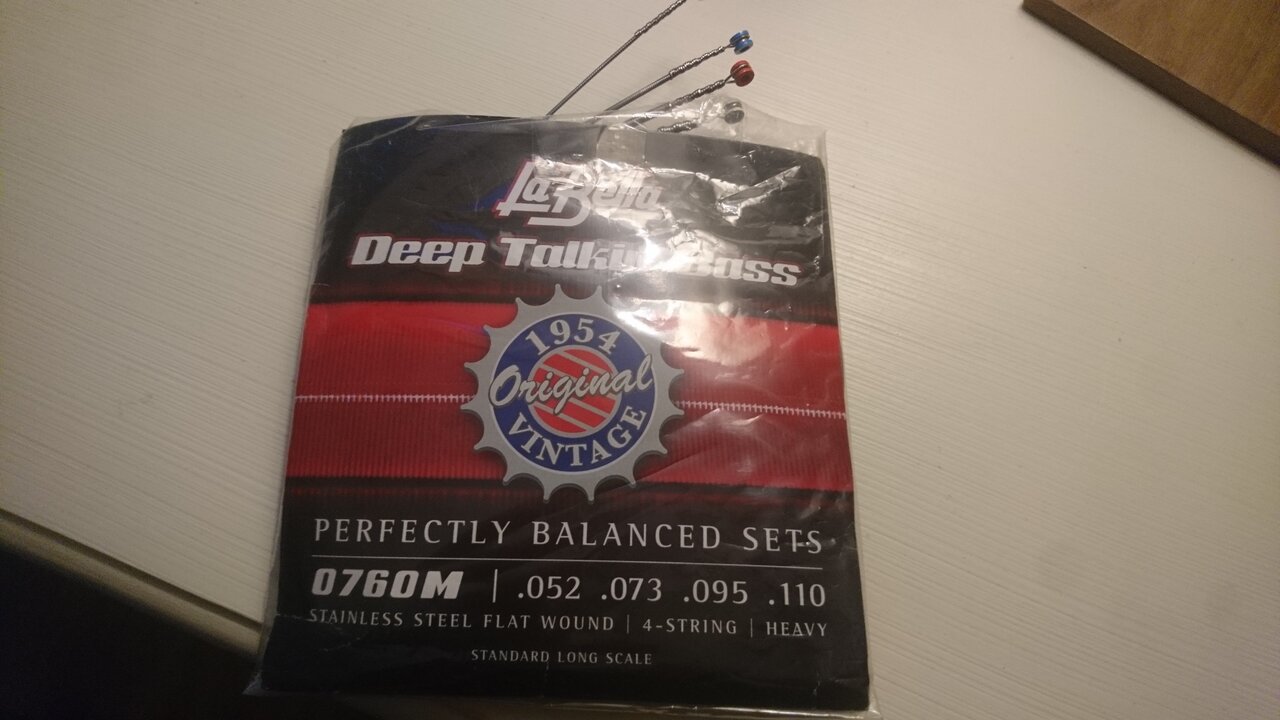 La Bella
Deep Talkin' Bass
1954
Original
VINTAGE
PERFECTLY BALANCED SETS
0760M | .052 .073 .095 .110
STAINLESS STEEL FLAT WOUND | 4-STRING | HEAVY
STANDARD LONG SCALE